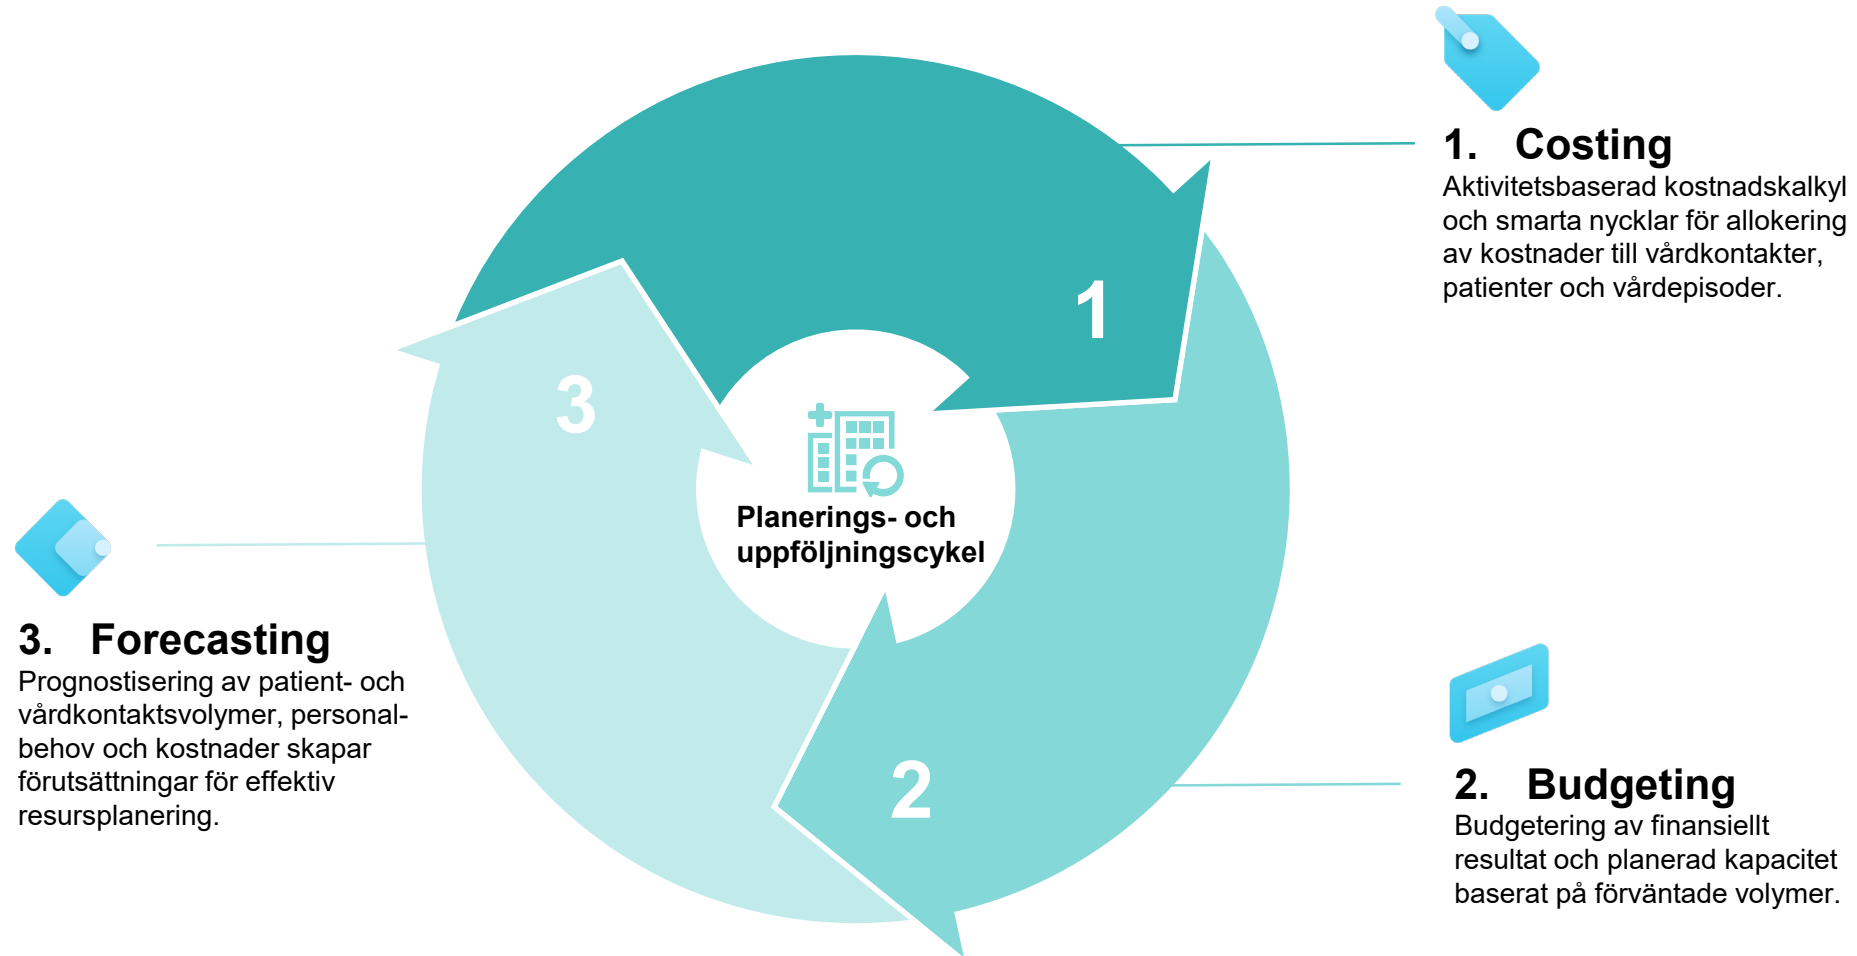 1. Costing
Aktivitetsbaserad kostnadskalkyl
och smarta nycklar för allokering
av kostnader till vårdkontakter,
patienter och vårdepisoder.
1
3
Planerings- och
uppföljningscykel
2
3. Forecasting
Prognostisering av patient- och
vårdkontaktsvolymer, personal-
behov och kostnader skapar
förutsättningar för effektiv
resursplanering.
2. Budgeting
Budgetering av finansiellt
resultat och planerad kapacitet
baserat på förväntade volymer.